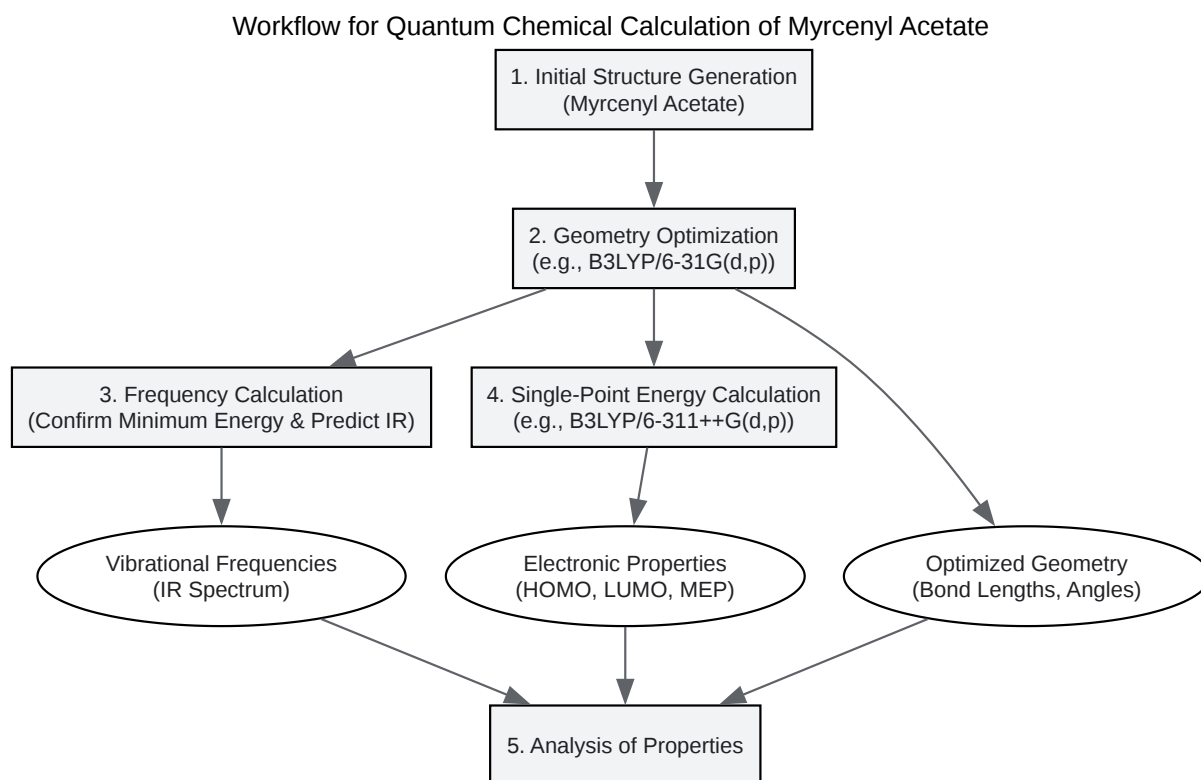 Workflow for Quantum Chemical Calculation of Myrcenyl Acetate
1. Initial Structure Generation
(Myrcenyl Acetate)
2. Geometry Optimization
(e.g., B3LYP/6-31G(d,p))
3. Frequency Calculation
(Confirm Minimum Energy & Predict IR)
4. Single-Point Energy Calculation
(e.g., B3LYP/6-311++G(d,p))
Vibrational Frequencies
(IR Spectrum)
Electronic Properties
(HOMO, LUMO, MEP)
Optimized Geometry
(Bond Lengths, Angles)
5. Analysis of Properties